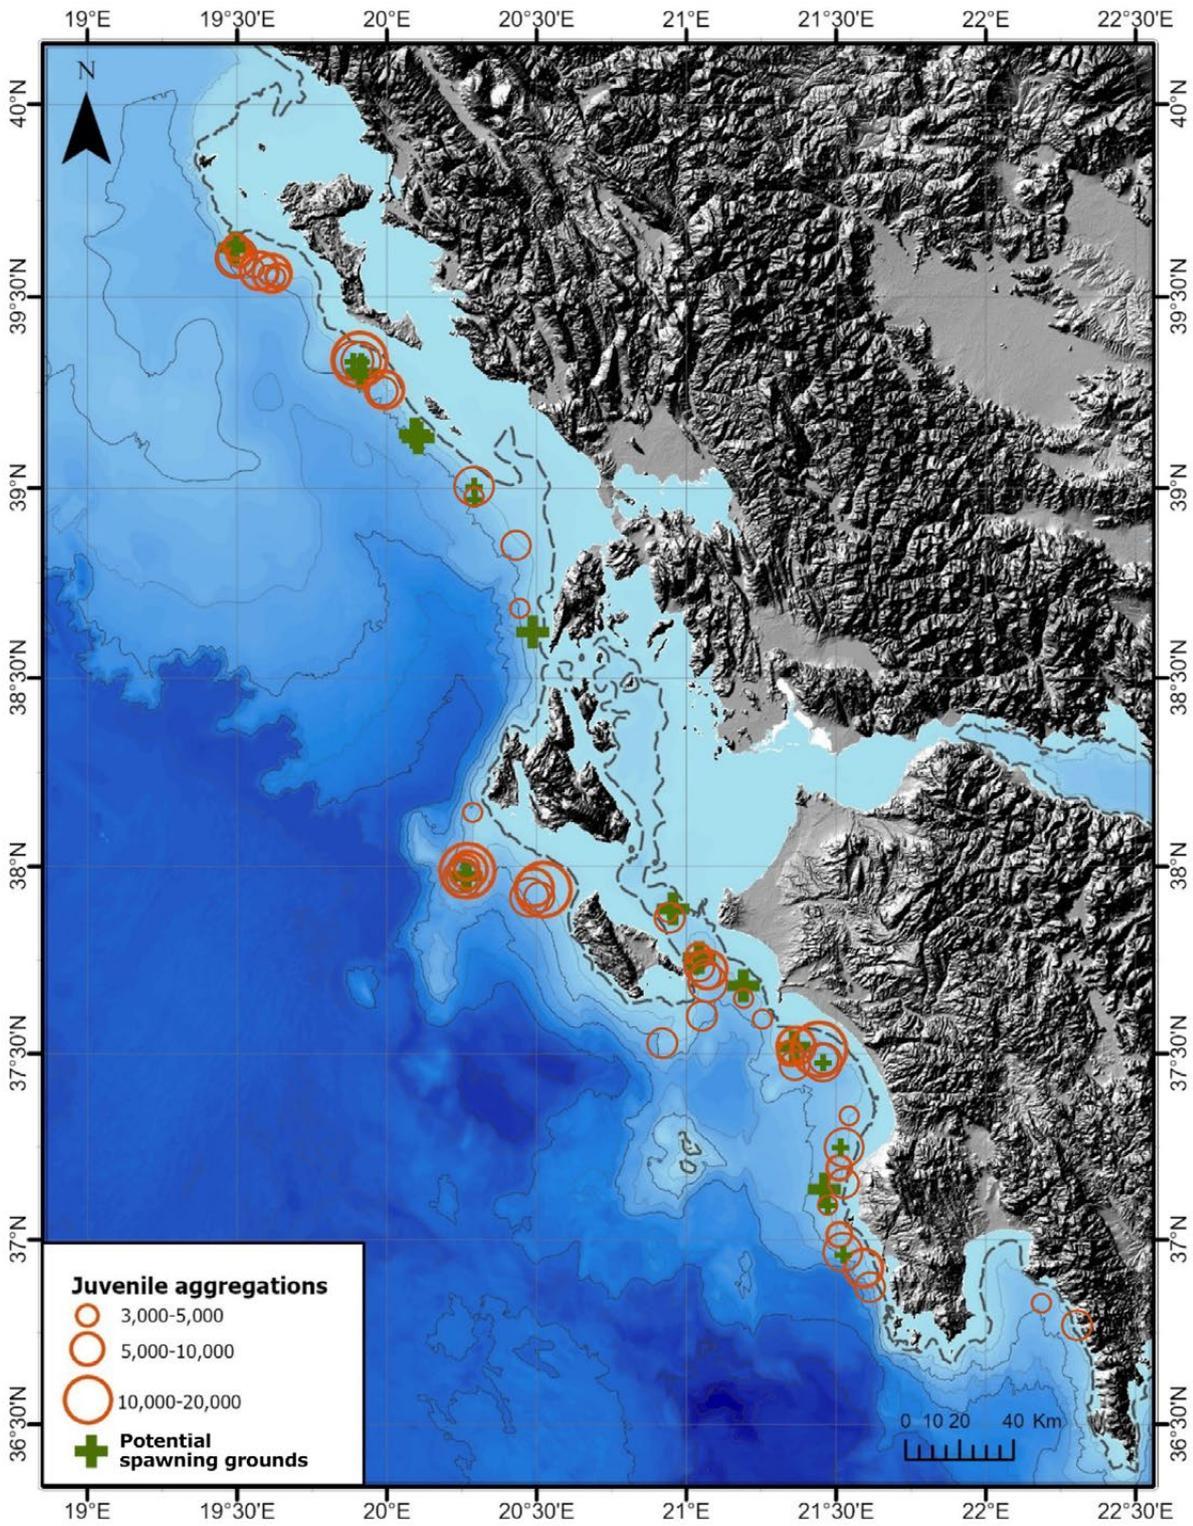 19°E 19°30'E 20°E 20°30'E 21°E 21°30'E 22°E 22°30'E
N
40°N 40°N
39°30'N 39°30'N
39°N 39°N
38°30'N 38°30'N
38°N 38°N
37°30'N 37°30'N
37°N 37°N
36°30'N 36°30'N
Juvenile aggregations
3,000-5,000
5,000-10,000
10,000-20,000
Potential
spawning grounds
0 10 20 40 Km
19°E 19°30'E 20°E 20°30'E 21°E 21°30'E 22°E 22°30'E